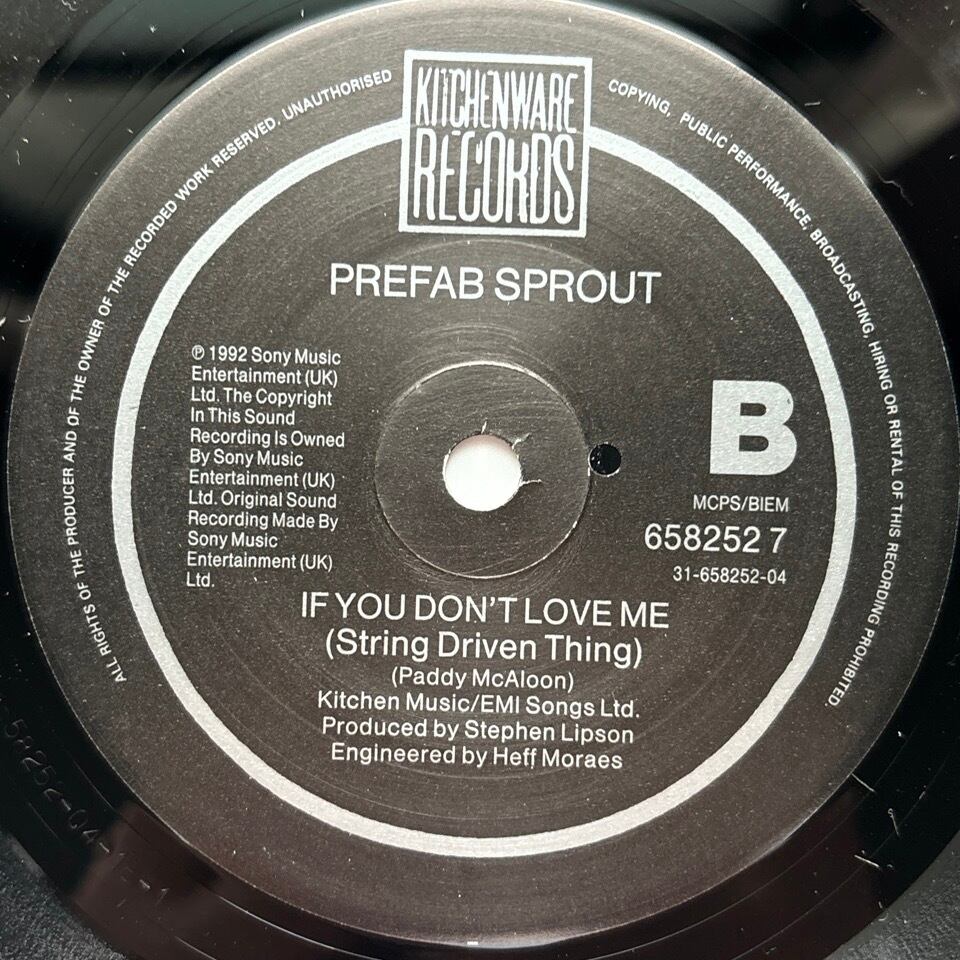 KITCHENWARE
RECORDS
ALL RIGHTS OF THE PRODUCER AND OF THE OWNER OF THE RECORDED WORK RESERVED. UNAUTHORISED
COPYING, PUBLIC PERFORMANCE, BROADCASTING, HIRING OR RENTAL OF THIS RECORDING PROHIBITED.
PREFAB SPROUT
℗ 1992 Sony Music
Entertainment (UK)
Ltd. The Copyright
In This Sound
Recording Is Owned
By Sony Music
Entertainment (UK)
Ltd. Original Sound
Recording Made By
Sony Music
Entertainment (UK)
Ltd.
B
MCPS/BIEM
658252 7
31-658252-04
IF YOU DON'T LOVE ME
(String Driven Thing)
(Paddy McAloon)
Kitchen Music/EMI Songs Ltd.
Produced by Stephen Lipson
Engineered by Heff Moraes